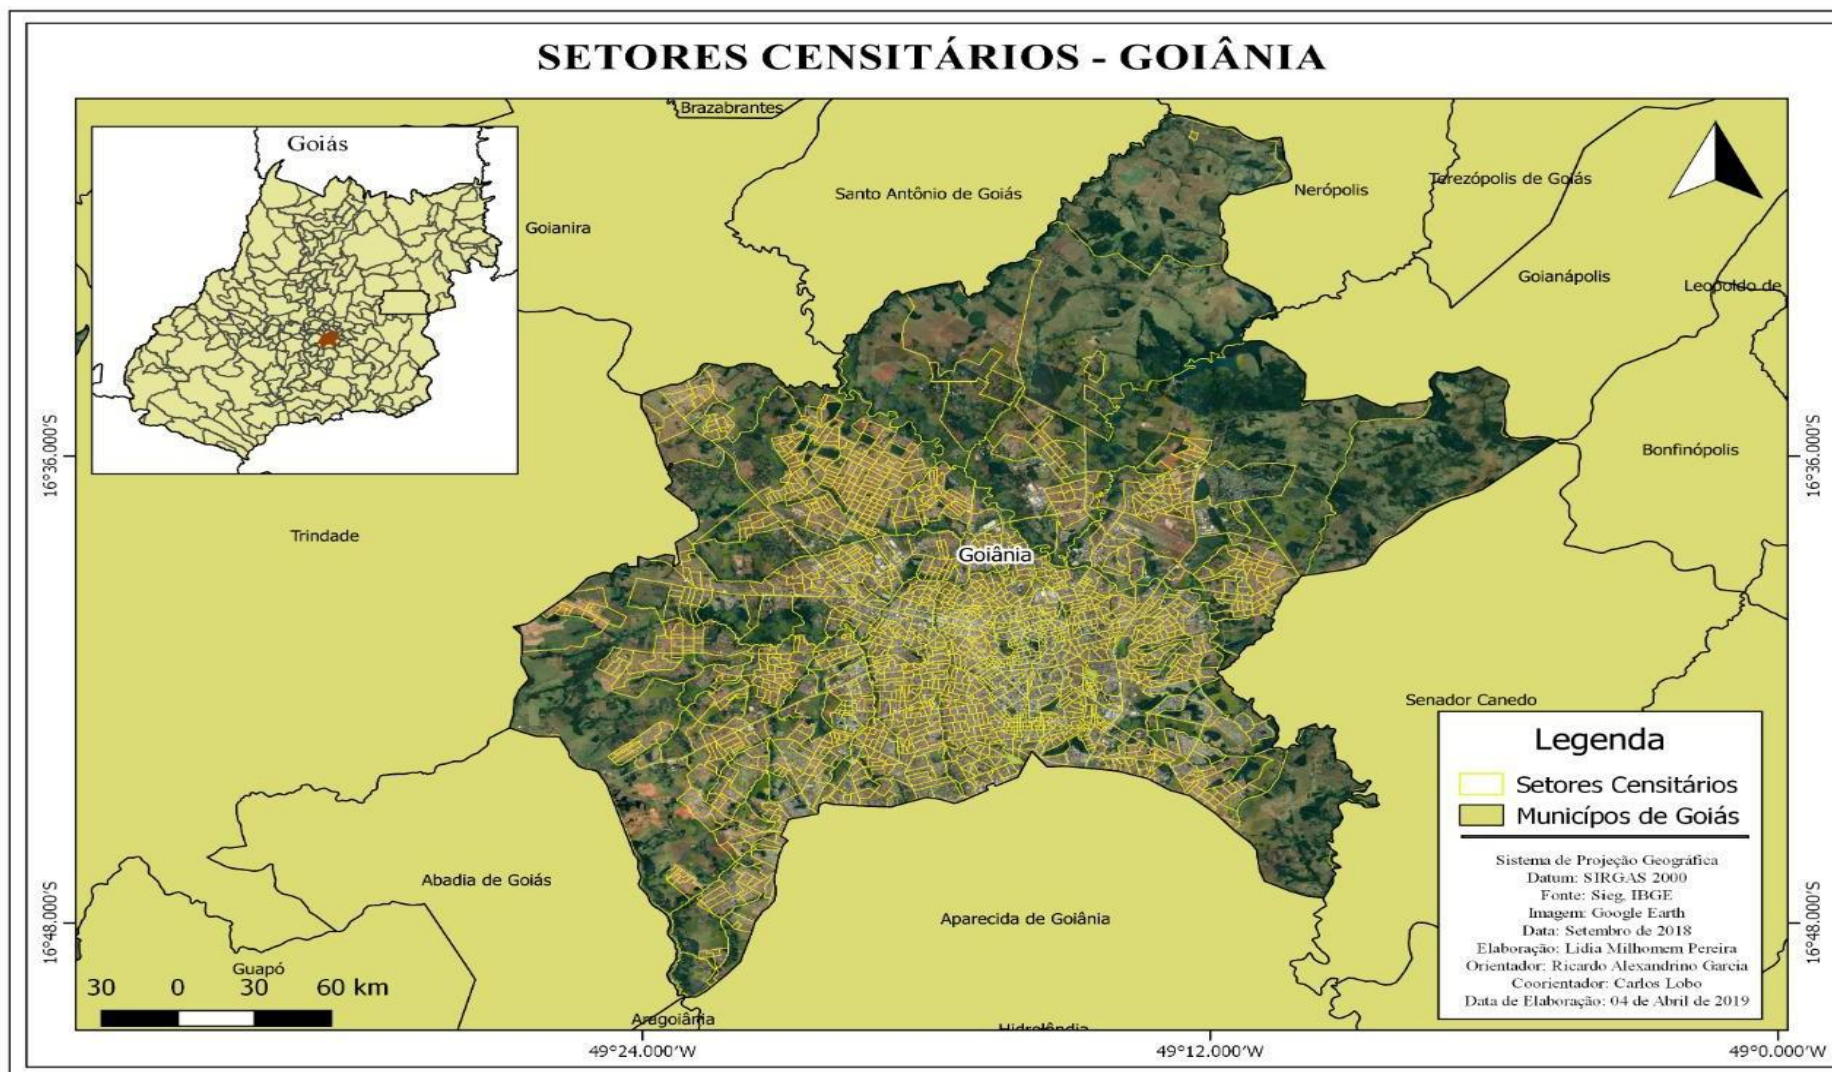 SETORES CENSITÁRIOS - GOIÂNIA
Brazabrantes
Goiás
Santo Antônio de Goiás
Nerópolis
Terezópolis de Goiás
Goianira
Goianápolis
Leopoldo de
16°36.000'S
Bonfinópolis
16°36.000'S
Trindade
Goiânia
Senador Canedo
Legenda
Setores Censitários
Municípos de Goiás
Sistema de Projeção Geográfica
Datum: SIRGAS 2000
Fonte: Sieg, IBGE
Imagem: Google Earth
Data: Setembro de 2018
Elaboração: Lidia Milhomem Pereira
Orientador: Ricardo Alexandrino Garcia
Coorientador: Carlos Lobo
Data de Elaboração: 04 de Abril de 2019
Abadia de Goiás
Aparecida de Goiânia
16°48.000'S
16°48.000'S
Guapó
30 0 30 60 km
Aragoiânia
Hidrolândia
49°24.000'W
49°12.000'W
49°0.000'W